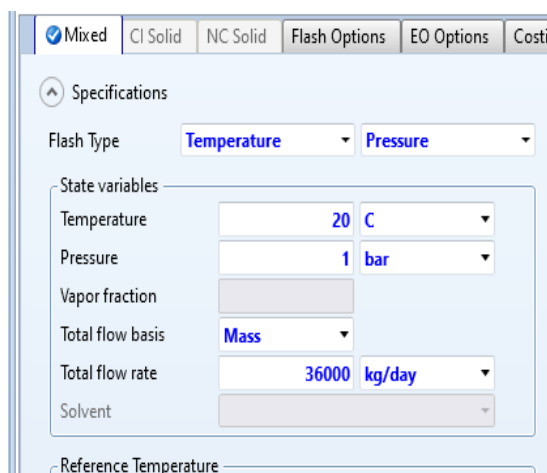 Mixed CI Solid NC Solid Flash Options EO Options Costi
Specifications
Flash Type Temperature Pressure
State variables
Temperature 20 C
Pressure 1 bar
Vapor fraction
Total flow basis Mass
Total flow rate 36000 kg/day
Solvent
Reference Temperature